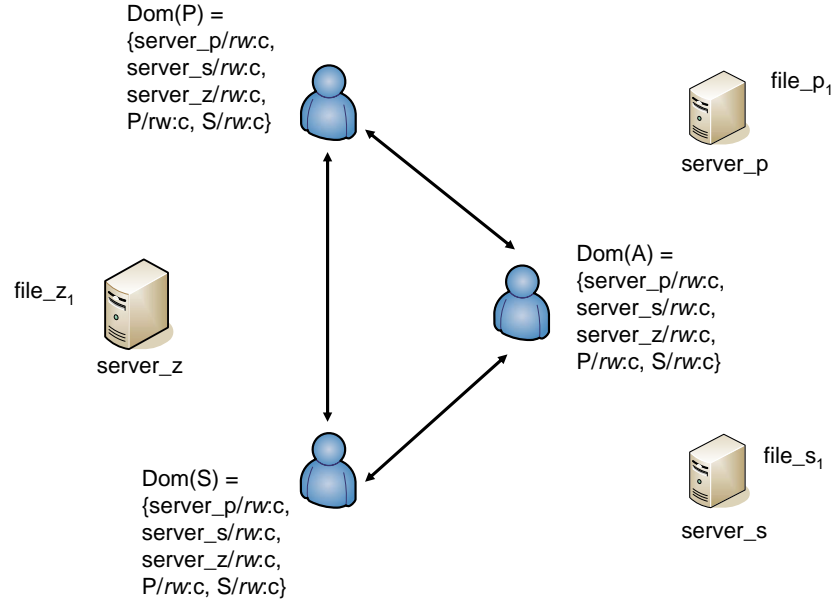 Dom(P) =
{server_p/rw:c,
server_s/rw:c,
server_z/rw:c,
P/rw:c, S/rw:c}
file_p₁
server_p
file_z₁
server_z
Dom(A) =
{server_p/rw:c,
server_s/rw:c,
server_z/rw:c,
P/rw:c, S/rw:c}
Dom(S) =
{server_p/rw:c,
server_s/rw:c,
server_z/rw:c,
P/rw:c, S/rw:c}
file_s₁
server_s